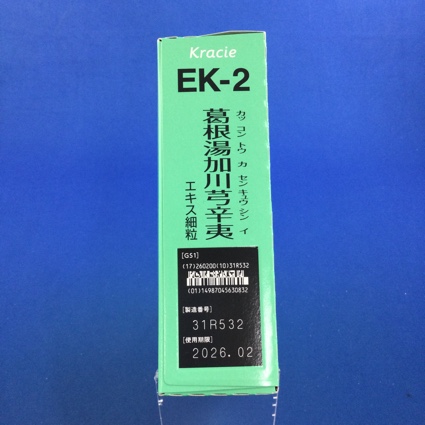 Kracie
EK-2
葛根湯加川芎辛夷
カッコントウカセンキュウシンイ
エキス細粒
[GS1]
(17)260200(10)31R532
(01)14987045630832
[製造番号]
31R532
[使用期限]
2026.02